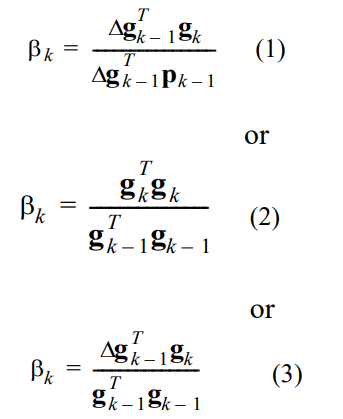 β_k = Δg_{k-1}^T g_k / Δg_{k-1}^T p_{k-1} (1)
or
β_k = g_k^T g_k / g_{k-1}^T g_{k-1} (2)
or
β_k = Δg_{k-1}^T g_k / g_{k-1}^T g_{k-1} (3)